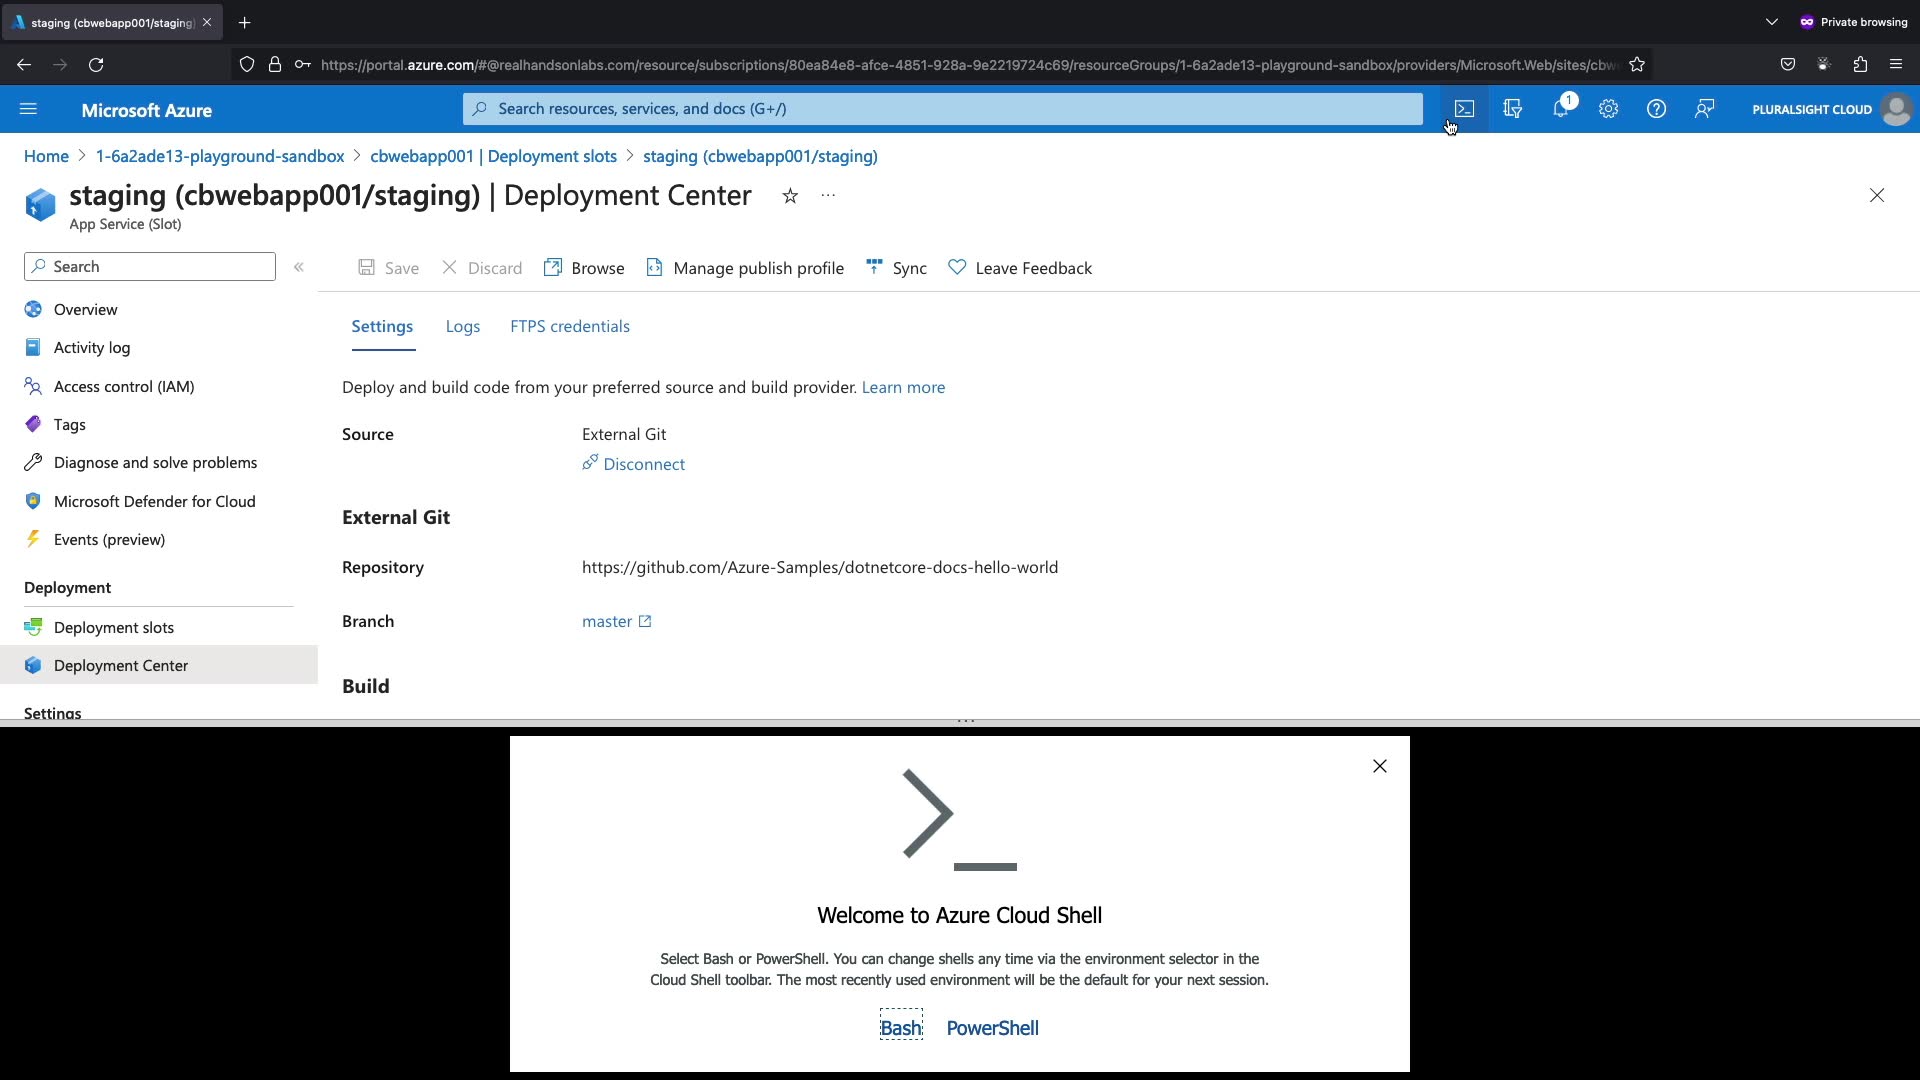 staging (cbwebapp001/staging)
Private browsing
https://portal.azure.com/#@realhandsonlabs.com/resource/subscriptions/80ea84e8-afce-4851-928a-9e2219724c69/resourceGroups/1-6a2ade13-playground-sandbox/providers/Microsoft.Web/sites/cbwe
Microsoft Azure
Search resources, services, and docs (G+/)
1
PLURALSIGHT CLOUD
Home > 1-6a2ade13-playground-sandbox > cbwebapp001 | Deployment slots > staging (cbwebapp001/staging)
staging (cbwebapp001/staging) | Deployment Center
App Service (Slot)
Search
Save
Discard
Browse
Manage publish profile
Sync
Leave Feedback
Overview
Activity log
Access control (IAM)
Tags
Diagnose and solve problems
Microsoft Defender for Cloud
Events (preview)
Deployment
Deployment slots
Deployment Center
Settings
Settings
Logs
FTPS credentials
Deploy and build code from your preferred source and build provider. Learn more
Source
External Git
Disconnect
External Git
Repository
https://github.com/Azure-Samples/dotnetcore-docs-hello-world
Branch
master
Build
Welcome to Azure Cloud Shell
Select Bash or PowerShell. You can change shells any time via the environment selector in the
Cloud Shell toolbar. The most recently used environment will be the default for your next session.
Bash
PowerShell